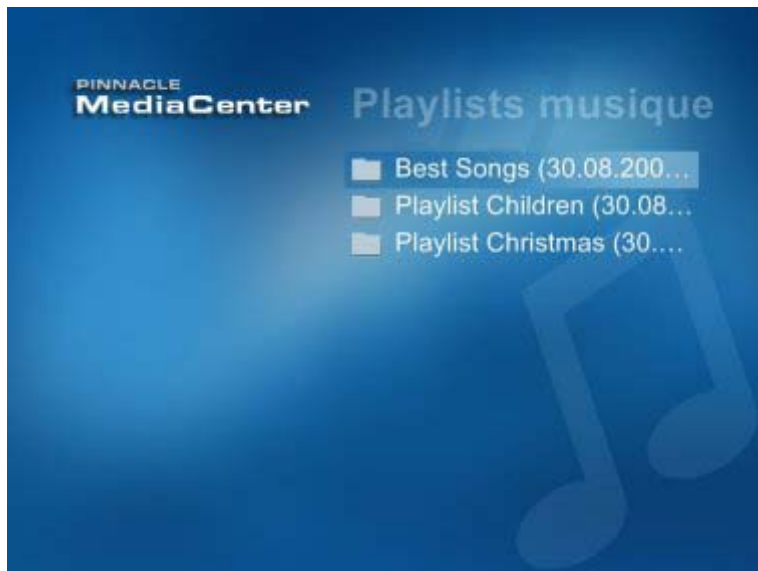 PINNACLE
MediaCenter
Playlists musique
Best Songs (30.08.200...
Playlist Children (30.08...
Playlist Christmas (30....